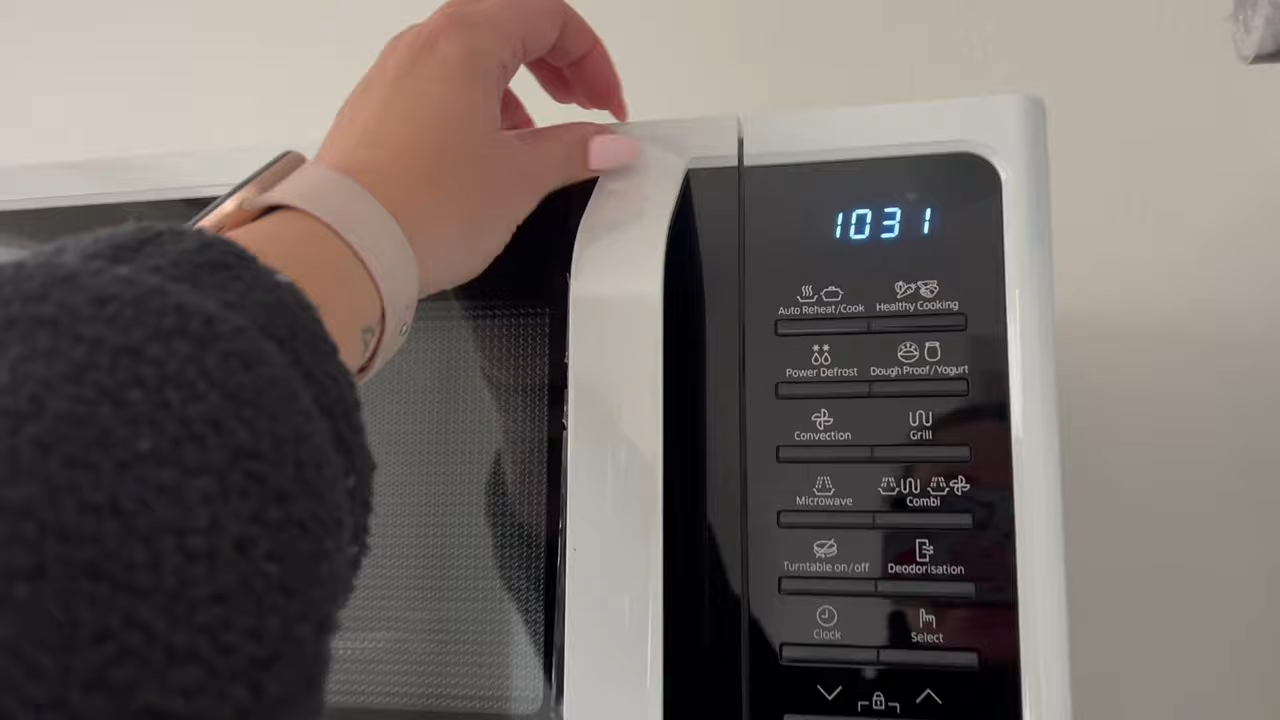 1031
Auto Reheat/Cook Healthy Cooking
Power Defrost Dough Proof/Yogurt
Convection Grill
Microwave Combi
Turntable on/off Deodorisation
Clock Select